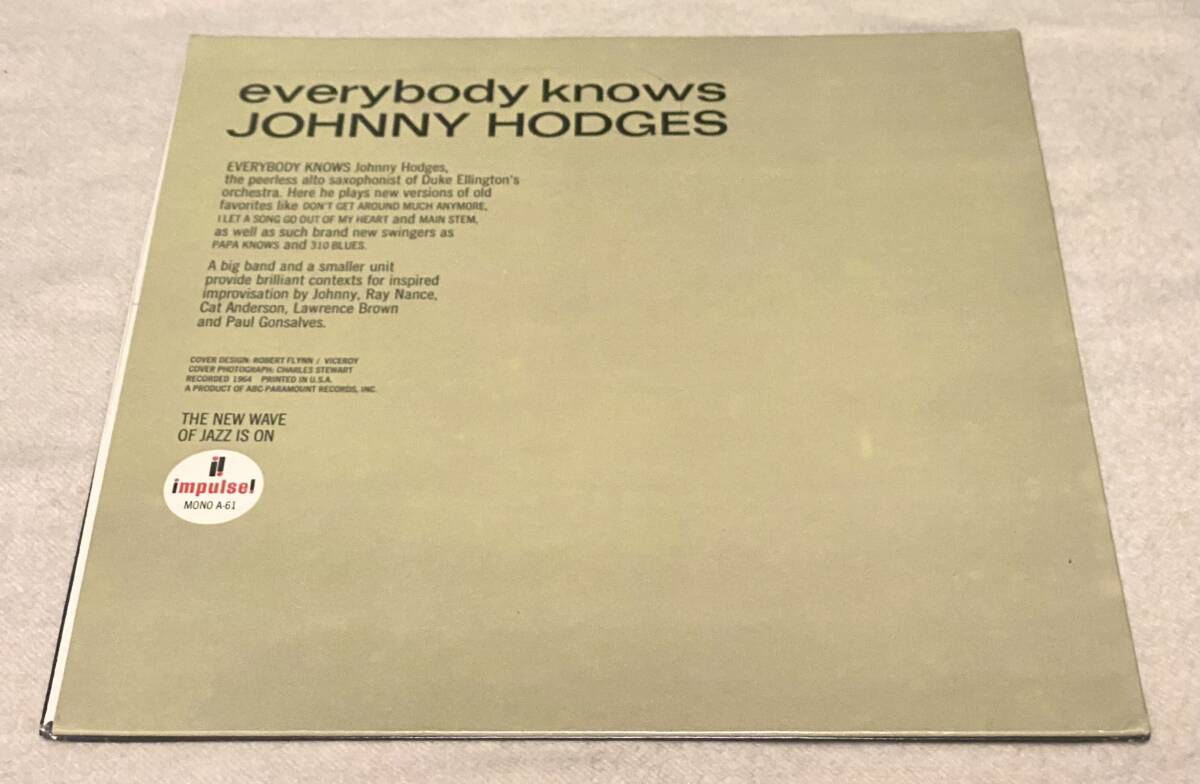 everybody knows
JOHNNY HODGES
EVERYBODY KNOWS Johnny Hodges,
the peerless alto saxophonist of Duke Ellington's
orchestra. Here he plays new versions of old
favorites like DON'T GET AROUND MUCH ANYMORE,
I LET A SONG GO OUT OF MY HEART and MAIN STEM,
as well as such brand new swingers as
PAPA KNOWS and 310 BLUES.
A big band and a smaller unit
provide brilliant contexts for inspired
improvisation by Johnny, Ray Nance,
Cat Anderson, Lawrence Brown
and Paul Gonsalves.
COVER DESIGN: ROBERT FLYNN / VICEROY
COVER PHOTOGRAPH: CHARLES STEWART
RECORDED 1964 PRINTED IN U.S.A.
A PRODUCT OF ABC-PARAMOUNT RECORDS, INC.
THE NEW WAVE
OF JAZZ IS ON
i!
impulse!
MONO A-61